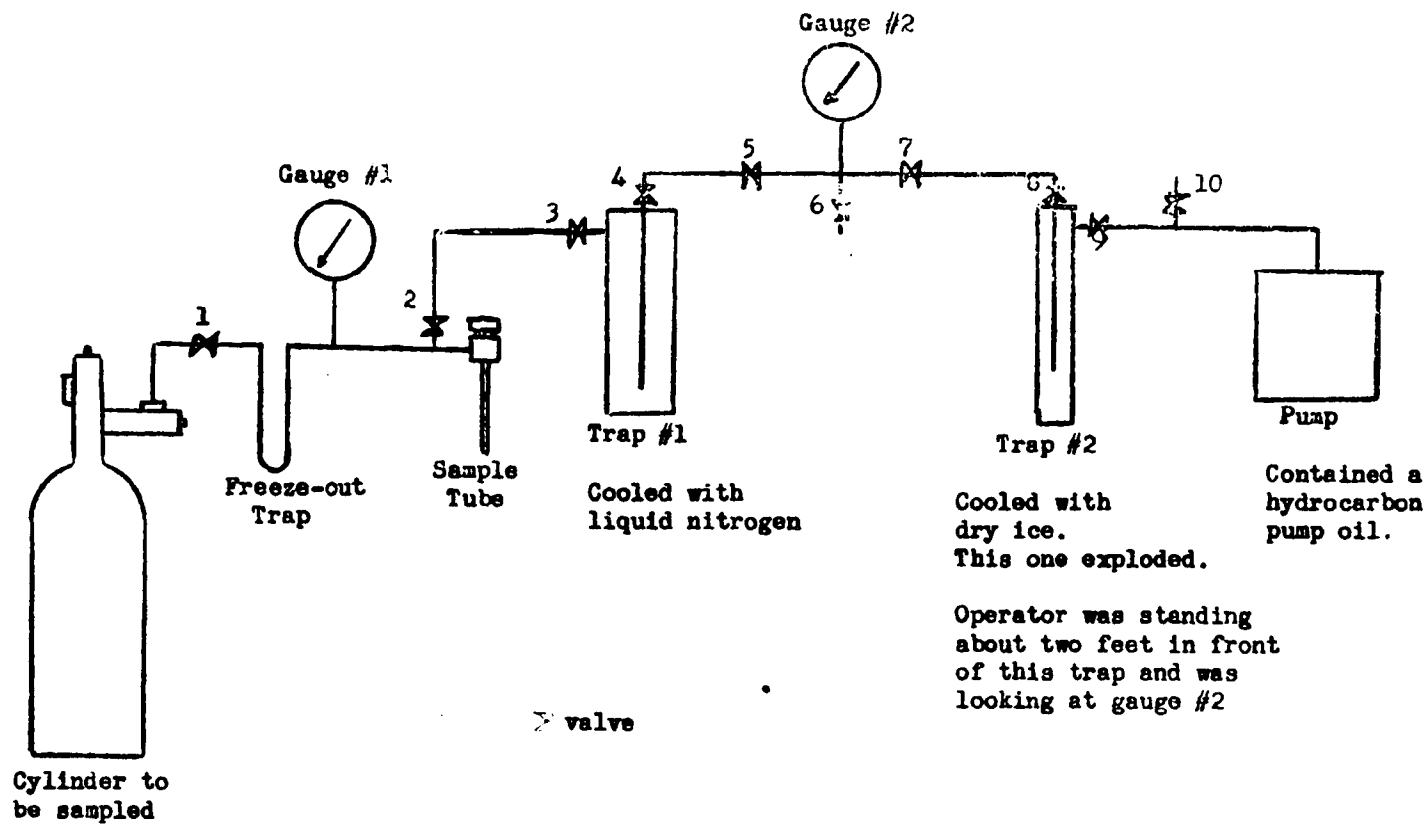 Gauge #2
Gauge #1
1
2
3
4
5
6
7
8
9
10
Freeze-out
Trap
Sample
Tube
Trap #1
Cooled with
liquid nitrogen
Trap #2
Cooled with
dry ice.
This one exploded.
Operator was standing
about two feet in front
of this trap and was
looking at gauge #2
Pump
Contained a
hydrocarbon
pump oil.
valve
Cylinder to
be sampled